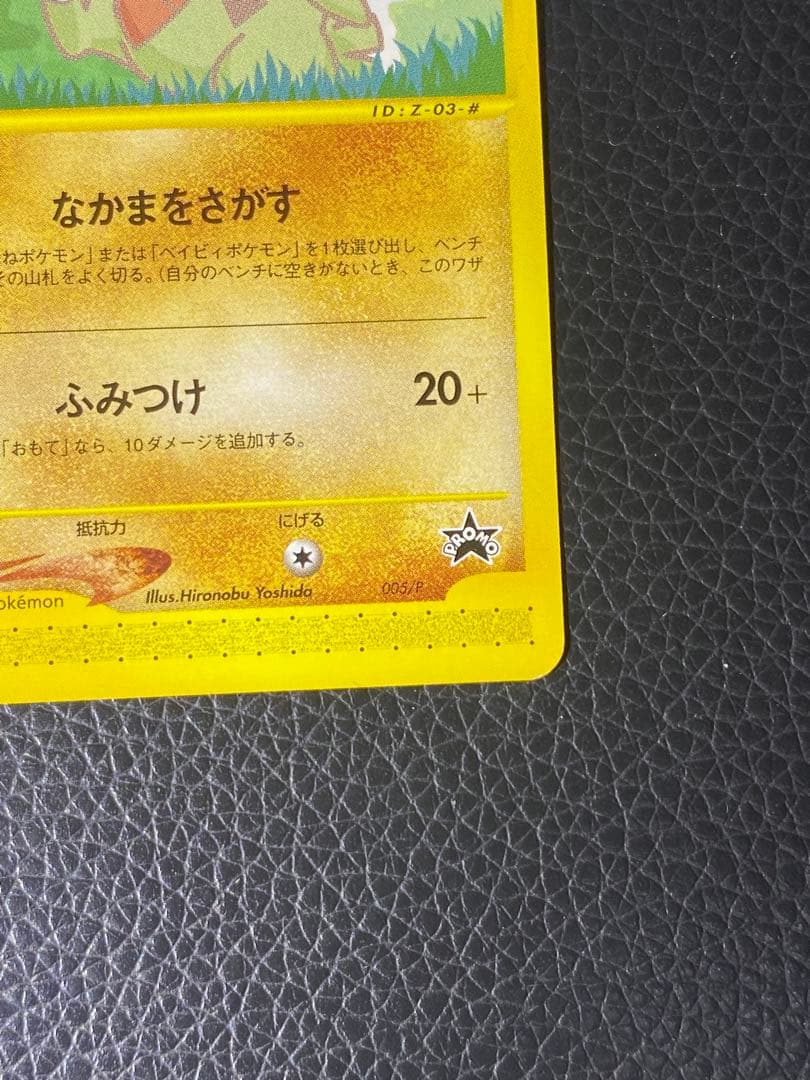 ID:Z-03-#
なかまをさがす
ねポケモン」または「ベイビィポケモン」を1枚選び出し、ベンチ
その山札をよく切る。(自分のベンチに空きがないとき、このワザ
ふみつけ 20+
「おもて」なら、10ダメージを追加する。
抵抗力 にげる
PROMO
okémon Illus.Hironobu Yoshida 005/P